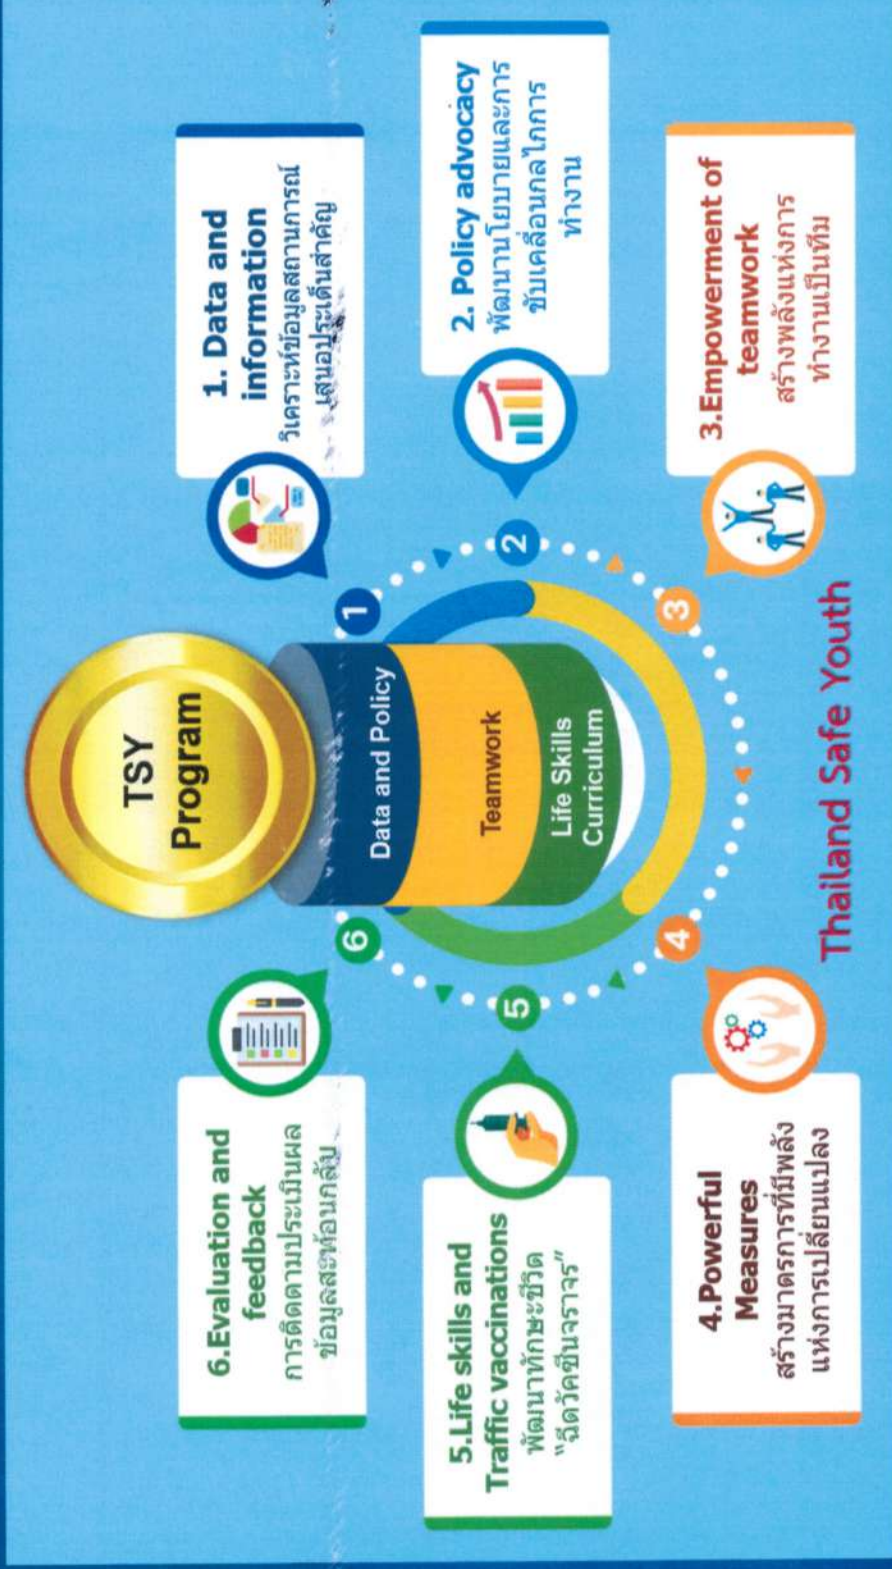 TSY
Program
Data and Policy
Teamwork
Life Skills
Curriculum
1
2
3
4
5
6
1. Data and
information
วิเคราะห์ข้อมูลสถานการณ์
เสนอประเด็นสำคัญ
2. Policy advocacy
พัฒนานโยบายและการ
ขับเคลื่อนกลไกการ
ทำงาน
3.Empowerment of
teamwork
สร้างพลังแห่งการ
ทำงานเป็นทีม
4.Powerful
Measures
สร้างมาตรการที่มีพลัง
แห่งการเปลี่ยนแปลง
5.Life skills and
Traffic vaccinations
พัฒนาทักษะชีวิต
"ฉีดวัคซีนจราจร"
6.Evaluation and
feedback
การติดตามประเมินผล
ข้อมูลสะท้อนกลับ
Thailand Safe Youth